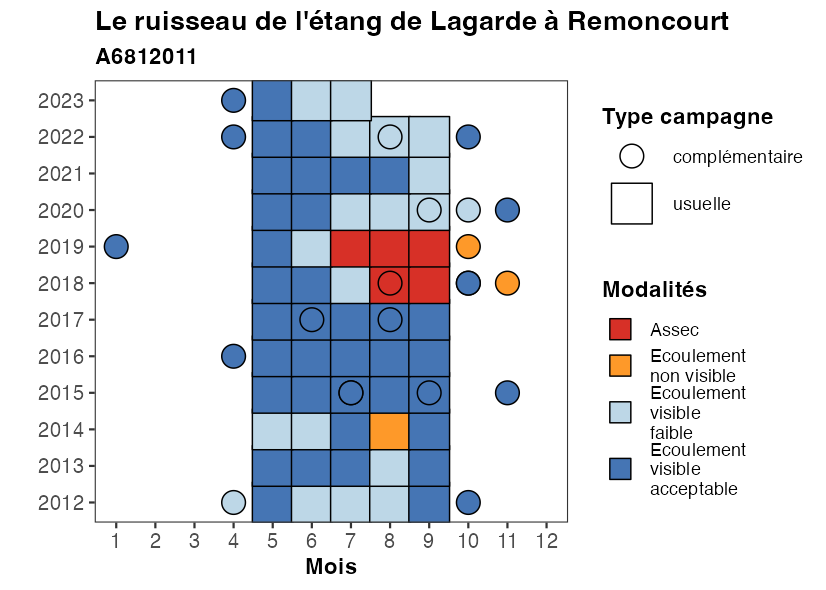 Le ruisseau de l'étang de Lagarde à Remoncourt
A6812011
2023
2022
2021
2020
2019
2018
2017
2016
2015
2014
2013
2012
1 2 3 4 5 6 7 8 9 10 11 12
Mois
Type campagne
complémentaire
usuelle
Modalités
Assec
Ecoulement
non visible
Ecoulement
visible
faible
Ecoulement
visible
acceptable